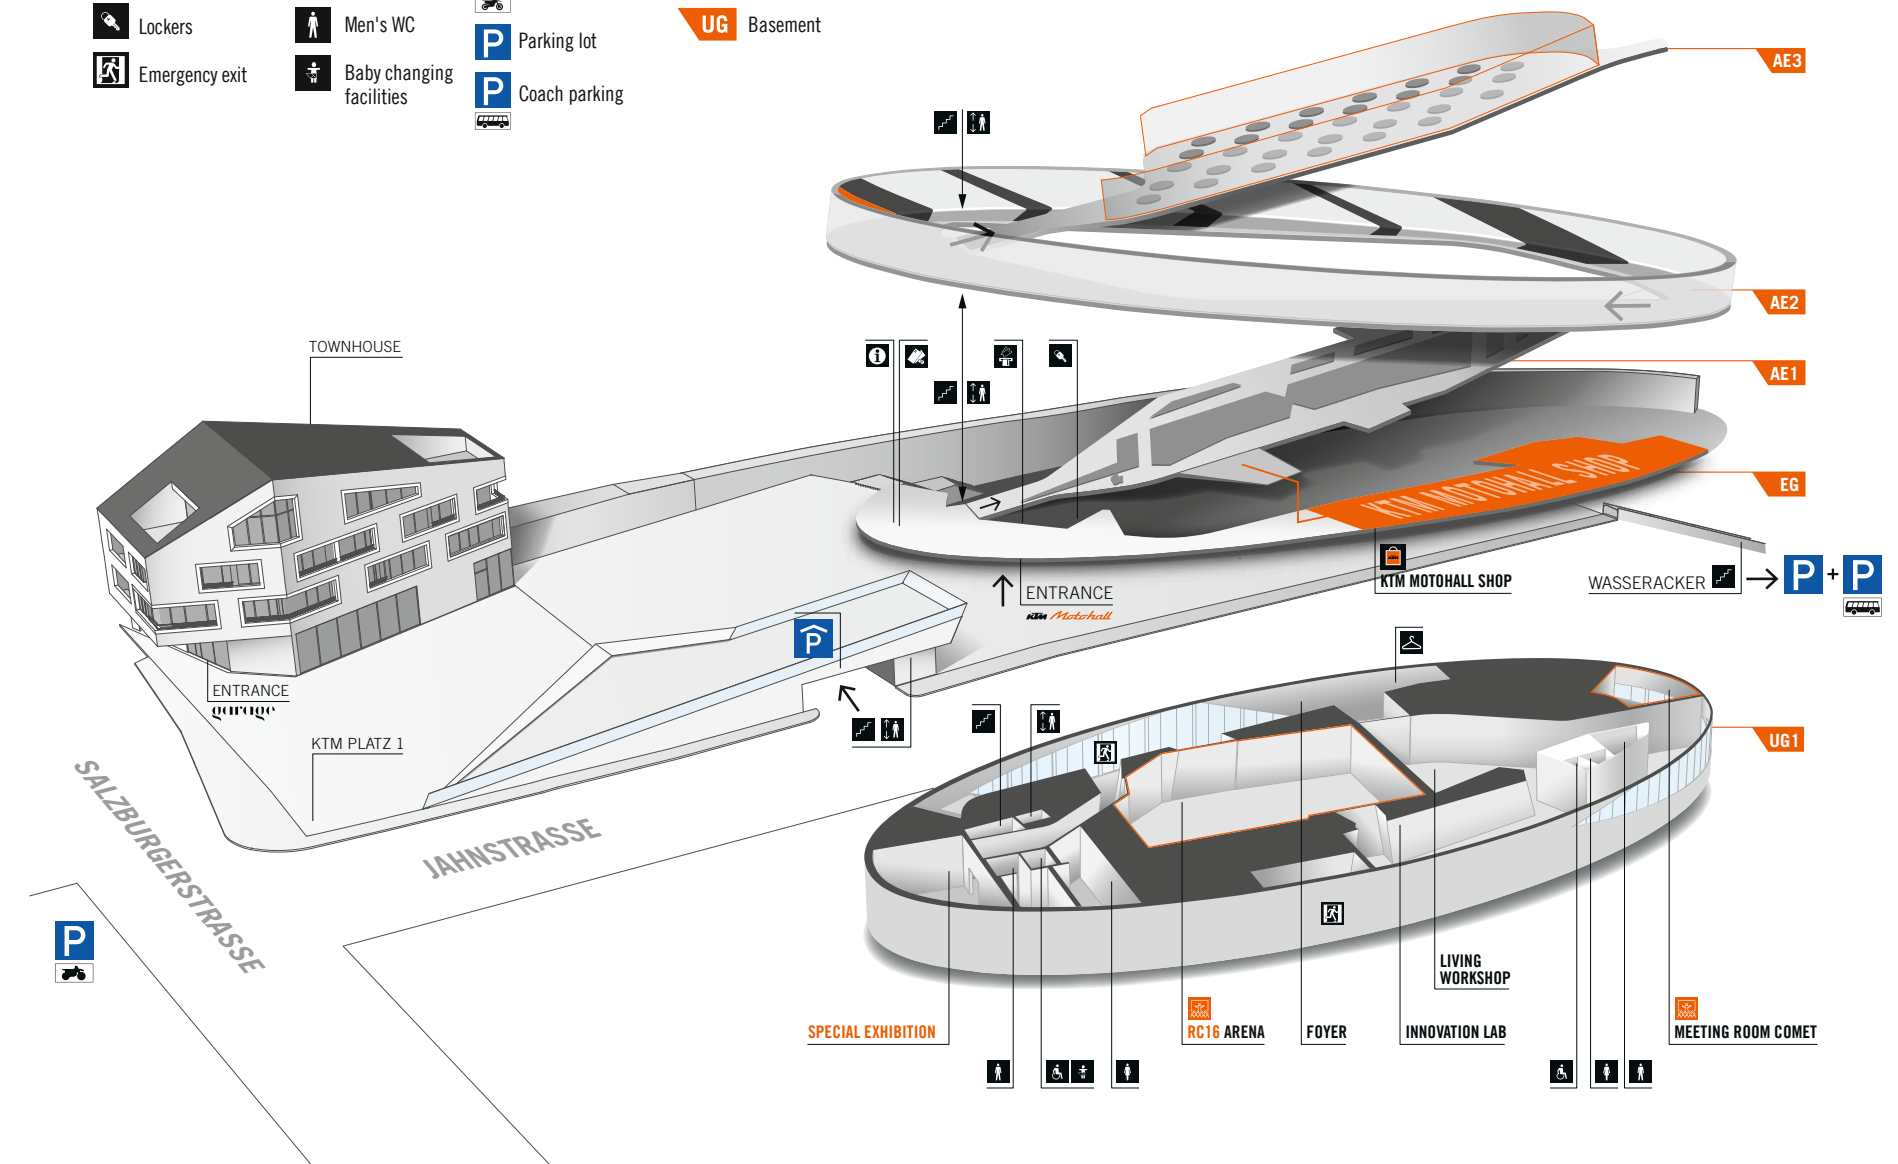 Lockers
Emergency exit
Men's WC
Baby changing
facilities
P Parking lot
P Coach parking
UG Basement
AE3
AE2
AE1
EG
TOWNHOUSE
KTM MOTOHALL SHOP
KTM MOTOHALL SHOP
WASSERACKER
P + P
ENTRANCE
KTM Motohall
P
ENTRANCE
garage
KTM PLATZ 1
UG1
SALZBURGERSTRASSE
JAHNSTRASSE
P
LIVING
WORKSHOP
SPECIAL EXHIBITION
RC16 ARENA
FOYER
INNOVATION LAB
MEETING ROOM COMET